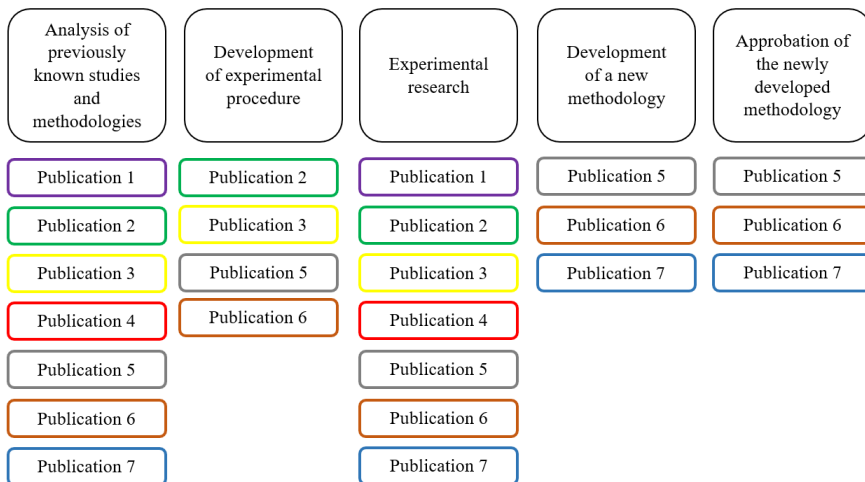 Analysis of
previously
known studies
and
methodologies
Publication 1
Publication 2
Publication 3
Publication 4
Publication 5
Publication 6
Publication 7
Development
of experimental
procedure
Publication 2
Publication 3
Publication 5
Publication 6
Experimental
research
Publication 1
Publication 2
Publication 3
Publication 4
Publication 5
Publication 6
Publication 7
Development
of a new
methodology
Publication 5
Publication 6
Publication 7
Approbation of
the newly
developed
methodology
Publication 5
Publication 6
Publication 7